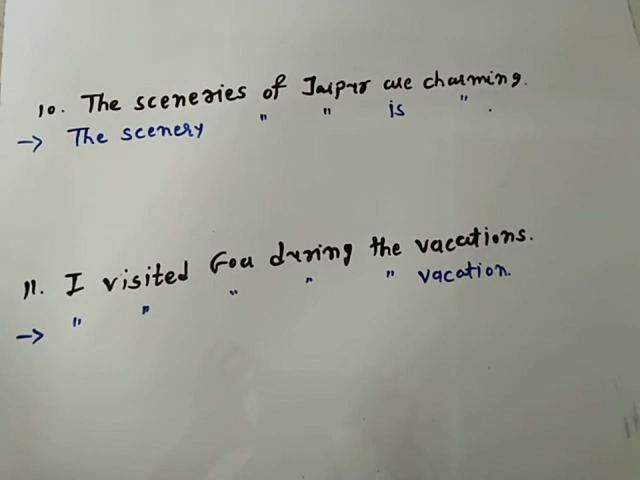 10. The sceneries of Jaipur are charming.
-> The scenery " " is " .
11. I visited Goa during the vacations.
-> " " " " " vacation.